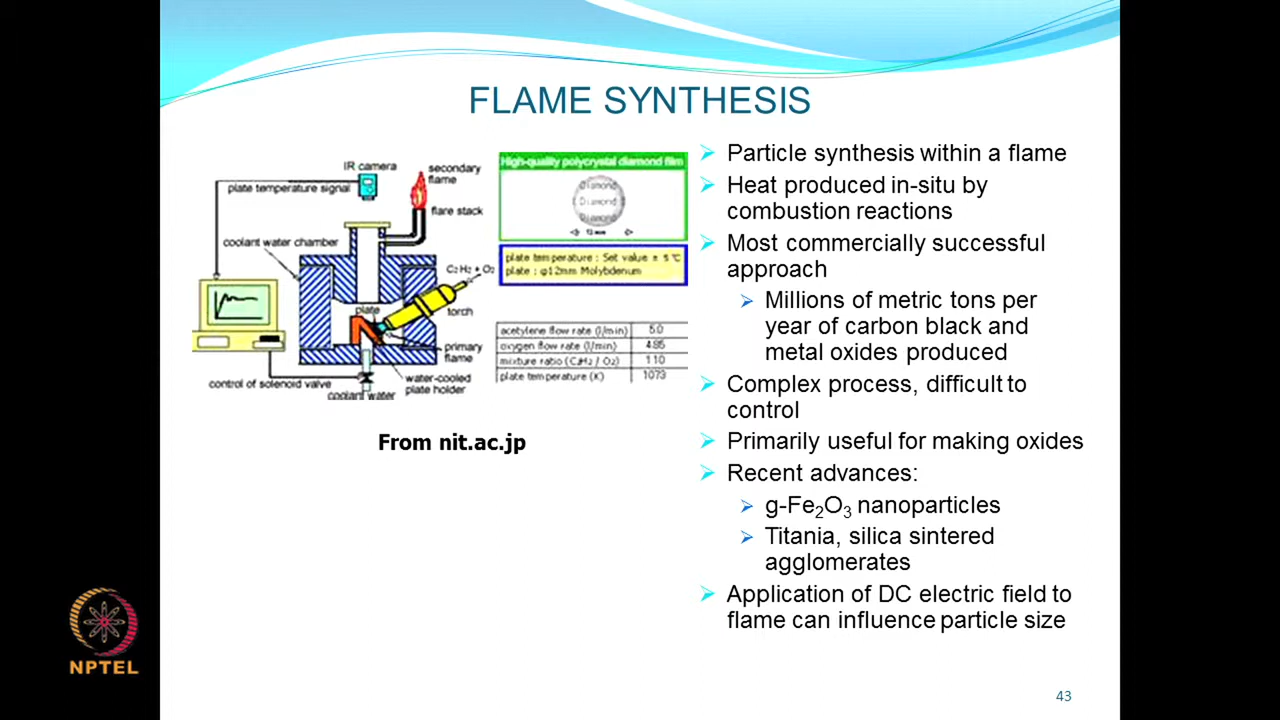 FLAME SYNTHESIS
IR camera
secondary
flame
plate temperature signal
flare stack
coolant water chamber
C₂H₂ + O₂
plate
torch
primary
flame
control of solenoid valve
water-cooled
plate holder
coolant water
High-quality polycrystal diamond film
Diamond
Diamond
Diamond
12 mm
plate temperature : Set value ± 5 ℃
plate : φ12mm Molybdenum
acetylene flow rate (l/min) 5.0
oxygen flow rate (l/min) 4.85
mixture ratio (C₂H₂ / O₂) 1.10
plate temperature (K) 1073
From nit.ac.jp
Particle synthesis within a flame
Heat produced in-situ by
combustion reactions
Most commercially successful
approach
Millions of metric tons per
year of carbon black and
metal oxides produced
Complex process, difficult to
control
Primarily useful for making oxides
Recent advances:
g-Fe₂O₃ nanoparticles
Titania, silica sintered
agglomerates
Application of DC electric field to
flame can influence particle size
NPTEL
43